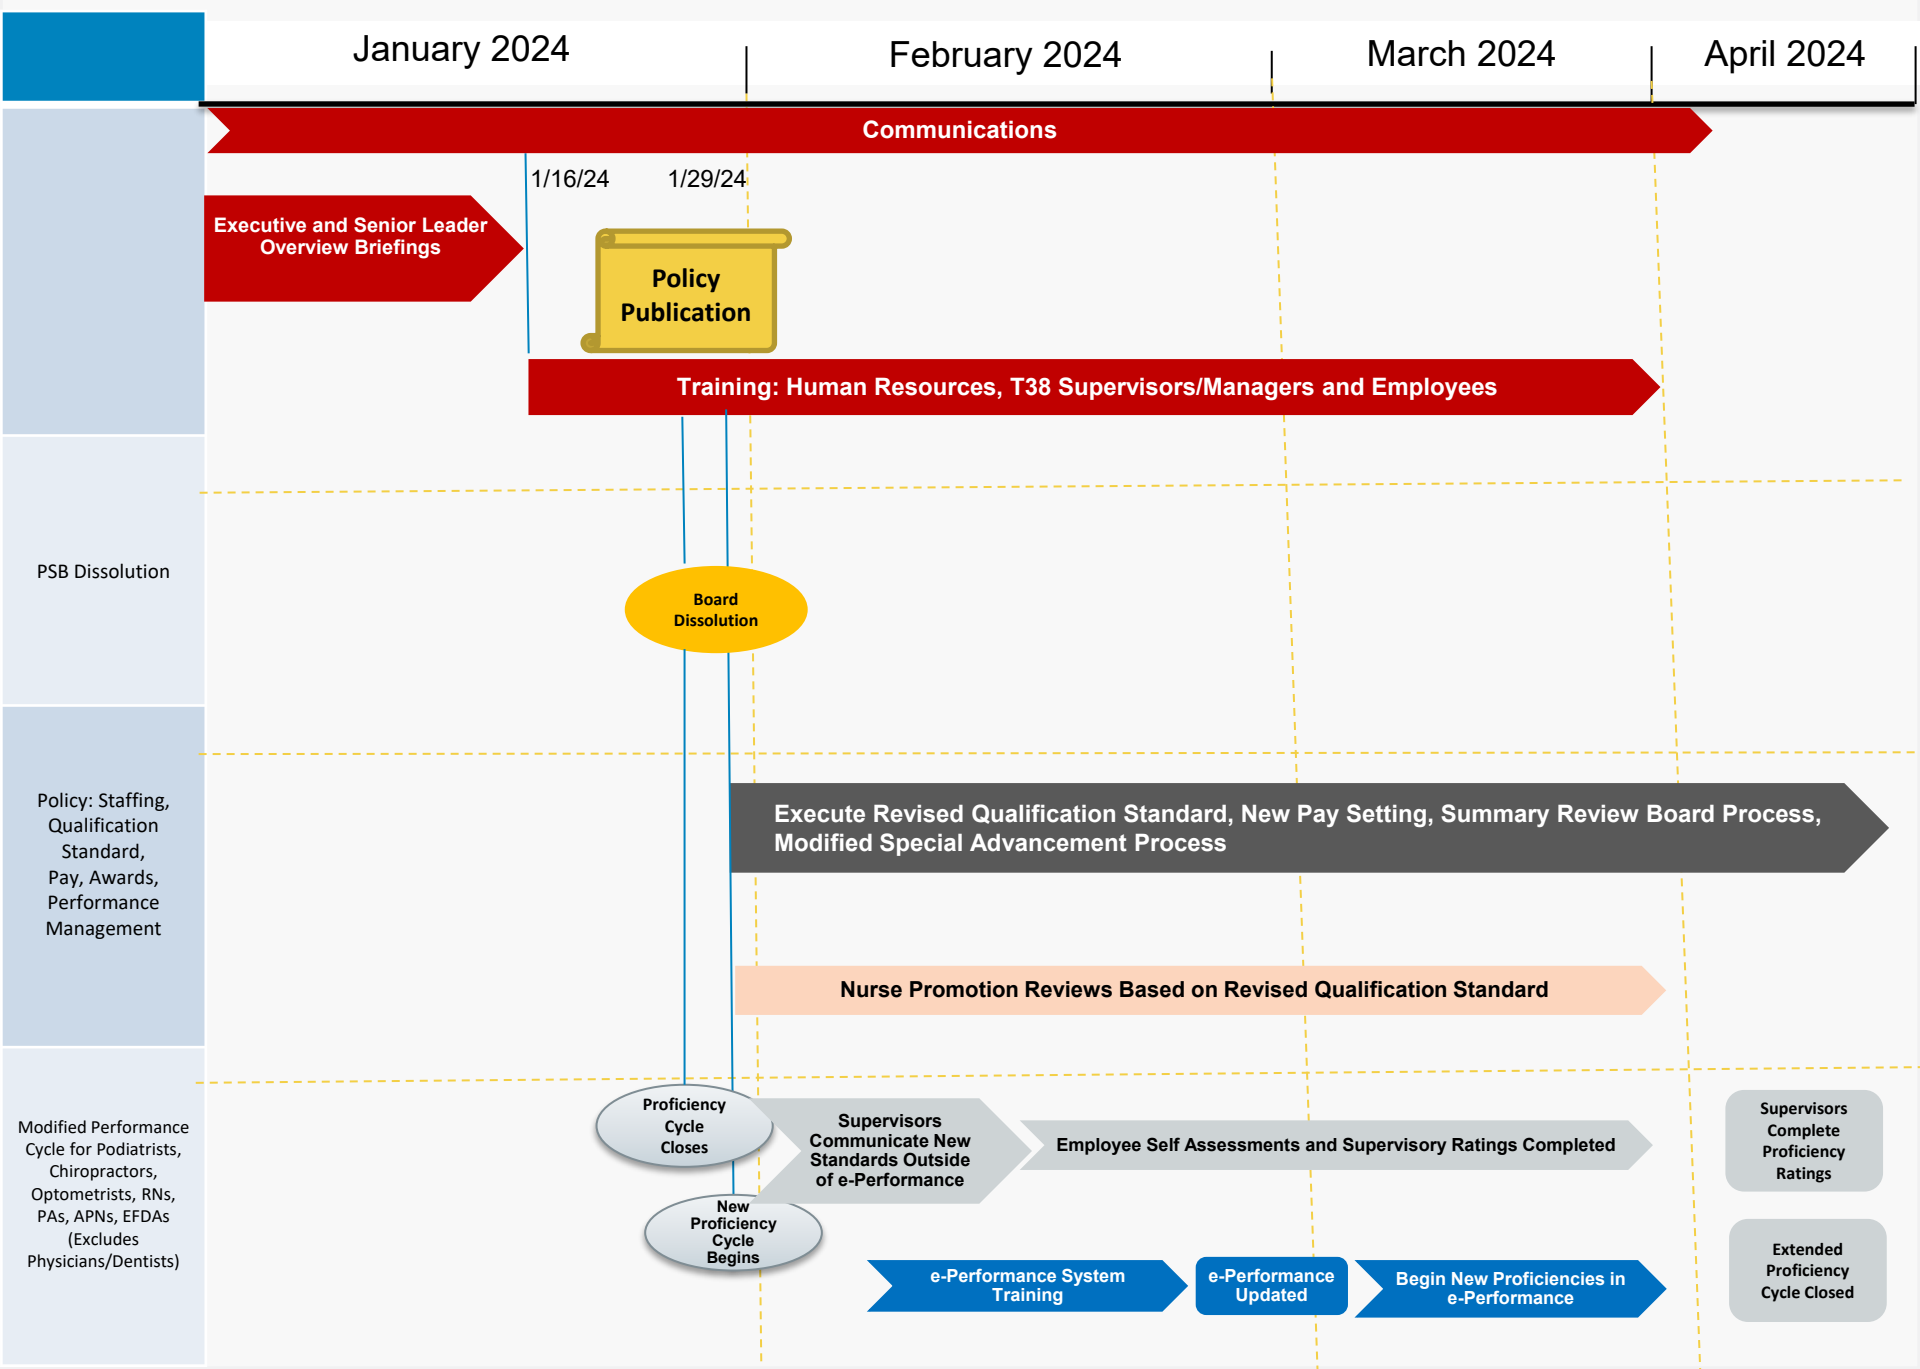 January 2024
February 2024
March 2024
April 2024
Communications
1/16/24
1/29/24
Executive and Senior Leader
Overview Briefings
Policy
Publication
Training: Human Resources, T38 Supervisors/Managers and Employees
PSB Dissolution
Board
Dissolution
Policy: Staffing,
Qualification
Standard,
Pay, Awards,
Performance
Management
Execute Revised Qualification Standard, New Pay Setting, Summary Review Board Process,
Modified Special Advancement Process
Nurse Promotion Reviews Based on Revised Qualification Standard
Modified Performance
Cycle for Podiatrists,
Chiropractors,
Optometrists, RNs,
PAs, APNs, EFDAs
(Excludes
Physicians/Dentists)
Proficiency
Cycle
Closes
Supervisors
Communicate New
Standards Outside
of e-Performance
Employee Self Assessments and Supervisory Ratings Completed
Supervisors
Complete
Proficiency
Ratings
New
Proficiency
Cycle
Begins
e-Performance System
Training
e-Performance
Updated
Begin New Proficiencies in
e-Performance
Extended
Proficiency
Cycle Closed